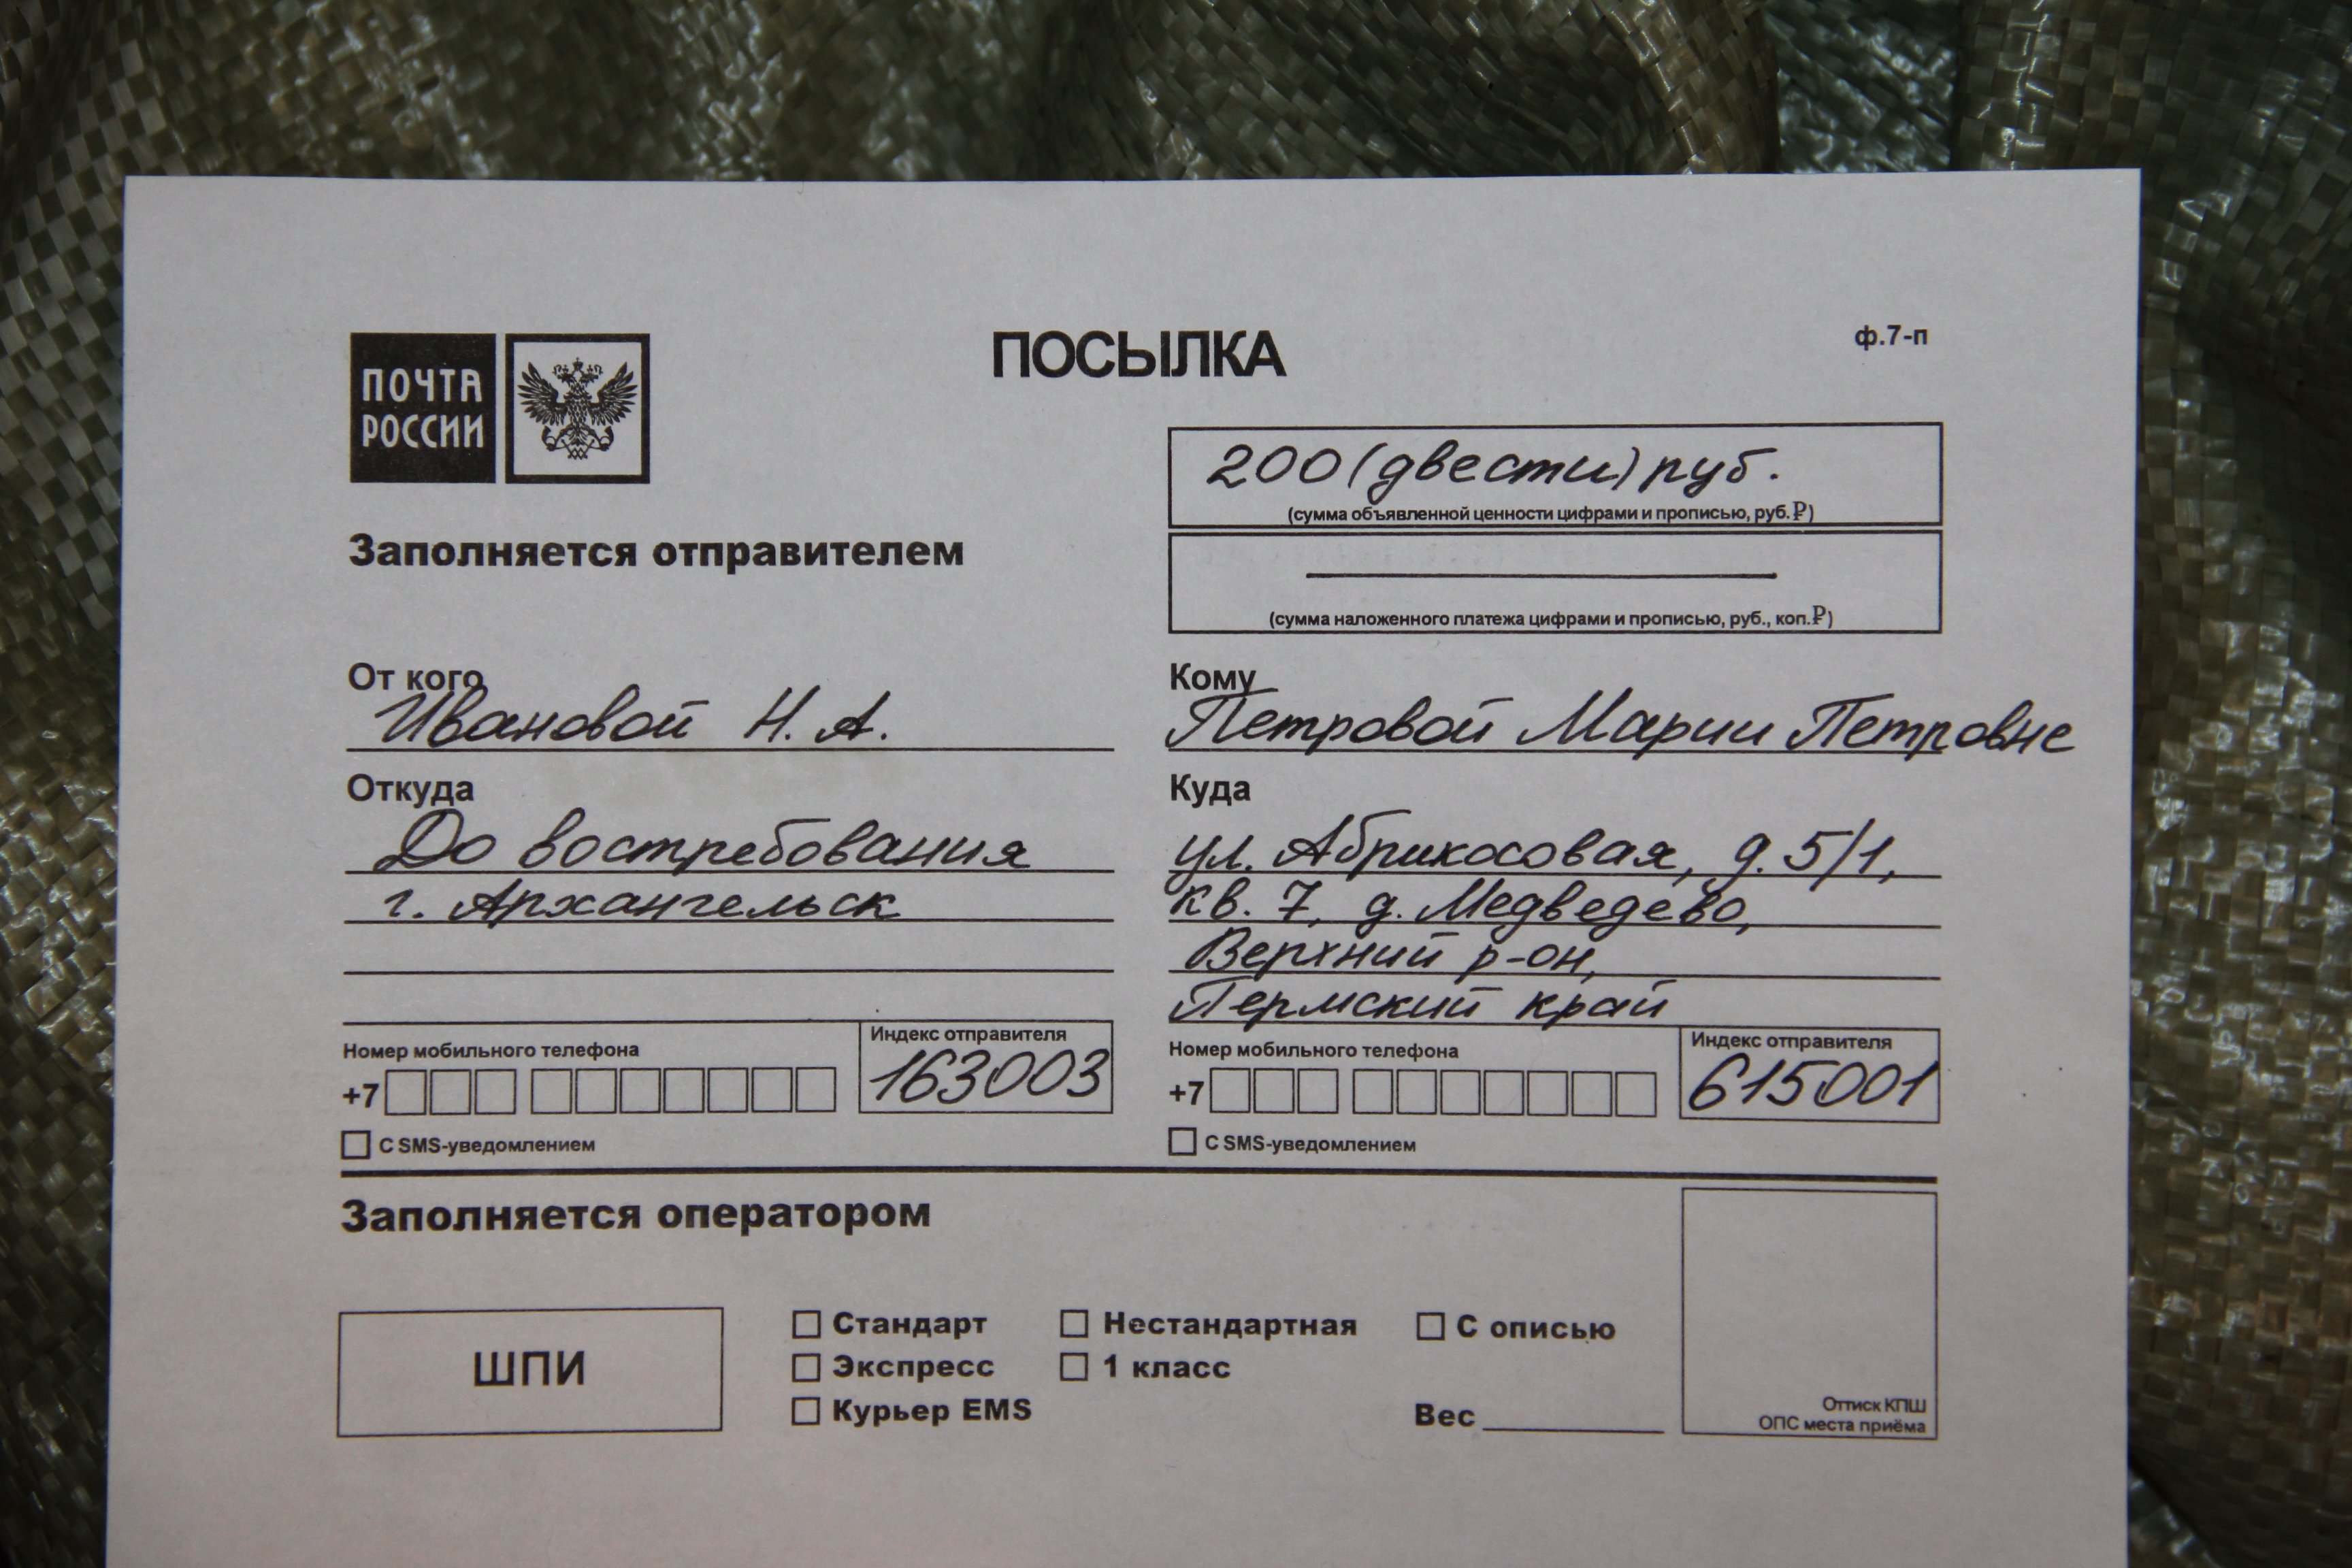 ПОЧТА
РОССИИ
ПОСЫЛКА
ф.7-п
200 (двести) руб.
(сумма объявленной ценности цифрами и прописью, руб.₽)
Заполняется отправителем
(сумма наложенного платежа цифрами и прописью, руб., коп.₽)
От кого
Ивановой Н. А.
Откуда
До востребования
г. Архангельск
Номер мобильного телефона
Индекс отправителя
+7
163003
С SMS-уведомлением
Кому
Петровой Марии Петровне
Куда
ул. Абрикосовая, д. 5/1,
кв. 7, д. Медведево,
Верхний р-он,
Пермский край
Номер мобильного телефона
Индекс отправителя
+7
615001
С SMS-уведомлением
Заполняется оператором
ШПИ
Стандарт
Экспресс
Курьер EMS
Нестандартная
1 класс
С описью
Вес
Оттиск КПШ
ОПС места приёма